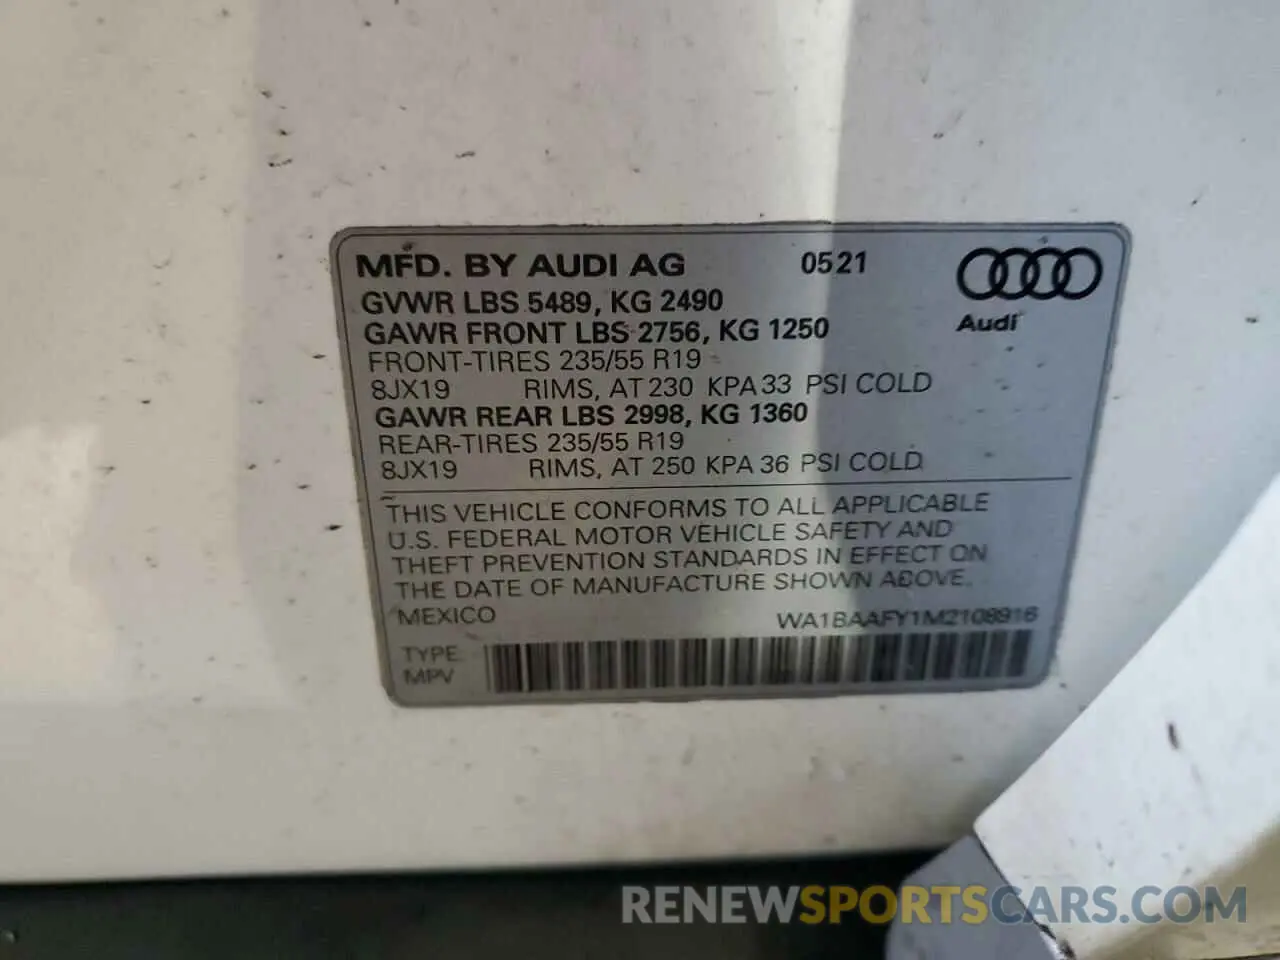 MFD. BY AUDI AG 0521
GVWR LBS 5489, KG 2490
GAWR FRONT LBS 2756, KG 1250
Audi
FRONT-TIRES 235/55 R19
8JX19 RIMS, AT 230 KPA 33 PSI COLD
GAWR REAR LBS 2998, KG 1360
REAR-TIRES 235/55 R19
8JX19 RIMS, AT 250 KPA 36 PSI COLD
THIS VEHICLE CONFORMS TO ALL APPLICABLE
U.S. FEDERAL MOTOR VEHICLE SAFETY AND
THEFT PREVENTION STANDARDS IN EFFECT ON
THE DATE OF MANUFACTURE SHOWN ABOVE.
MEXICO WA1BAAFY1M2108916
TYPE:
MPV
RENEWSPORTSCARS.COM